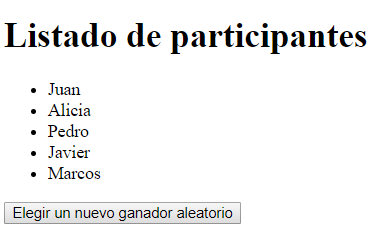 Listado de participantes
Juan
Alicia
Pedro
Javier
Marcos
Elegir un nuevo ganador aleatorio